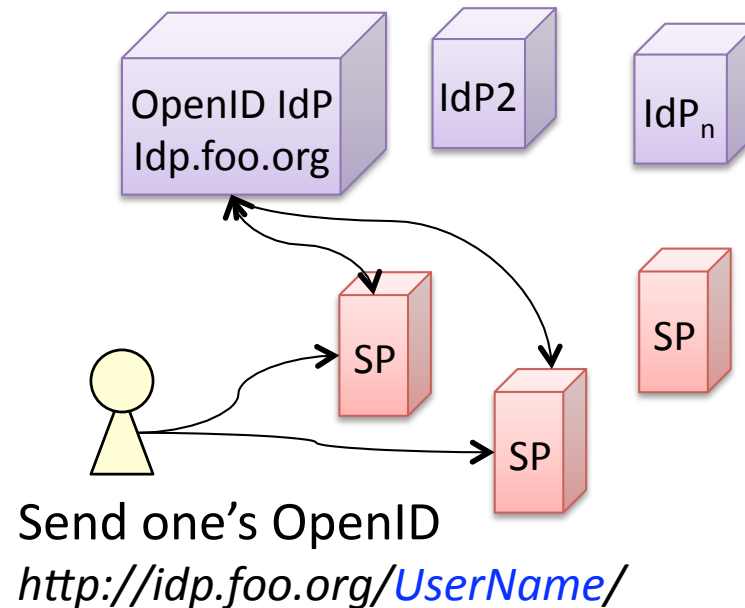 OpenID IdP
Idp.foo.org
IdP2
IdPₙ
SP
SP
SP
Send one’s OpenID
http://idp.foo.org/UserName/